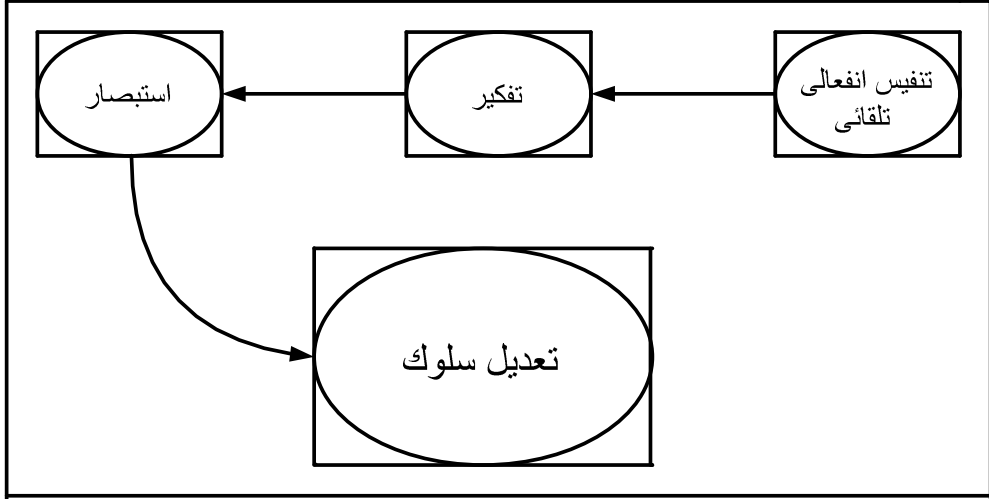 تنفيس انفعالى
تلقائى
تفكير
استبصار
تعديل سلوك